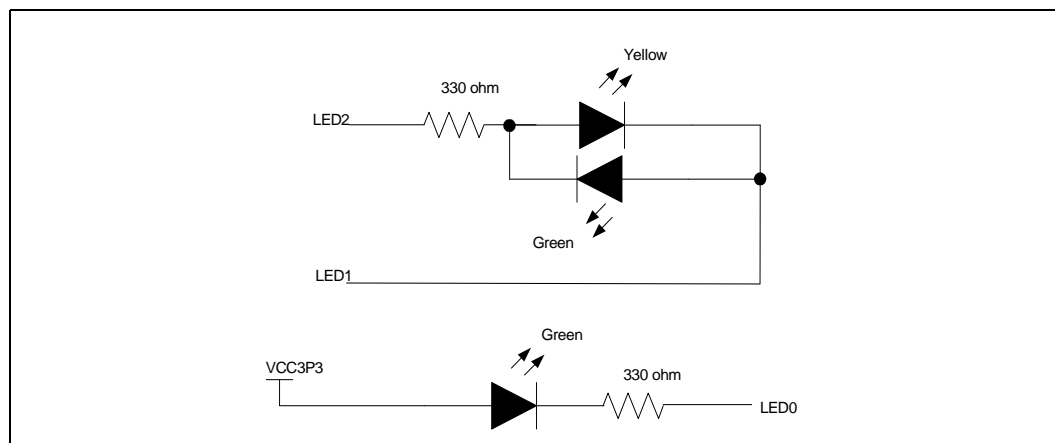 Yellow
330 ohm
LED2
Green
LED1
Green
VCC3P3
330 ohm
LED0